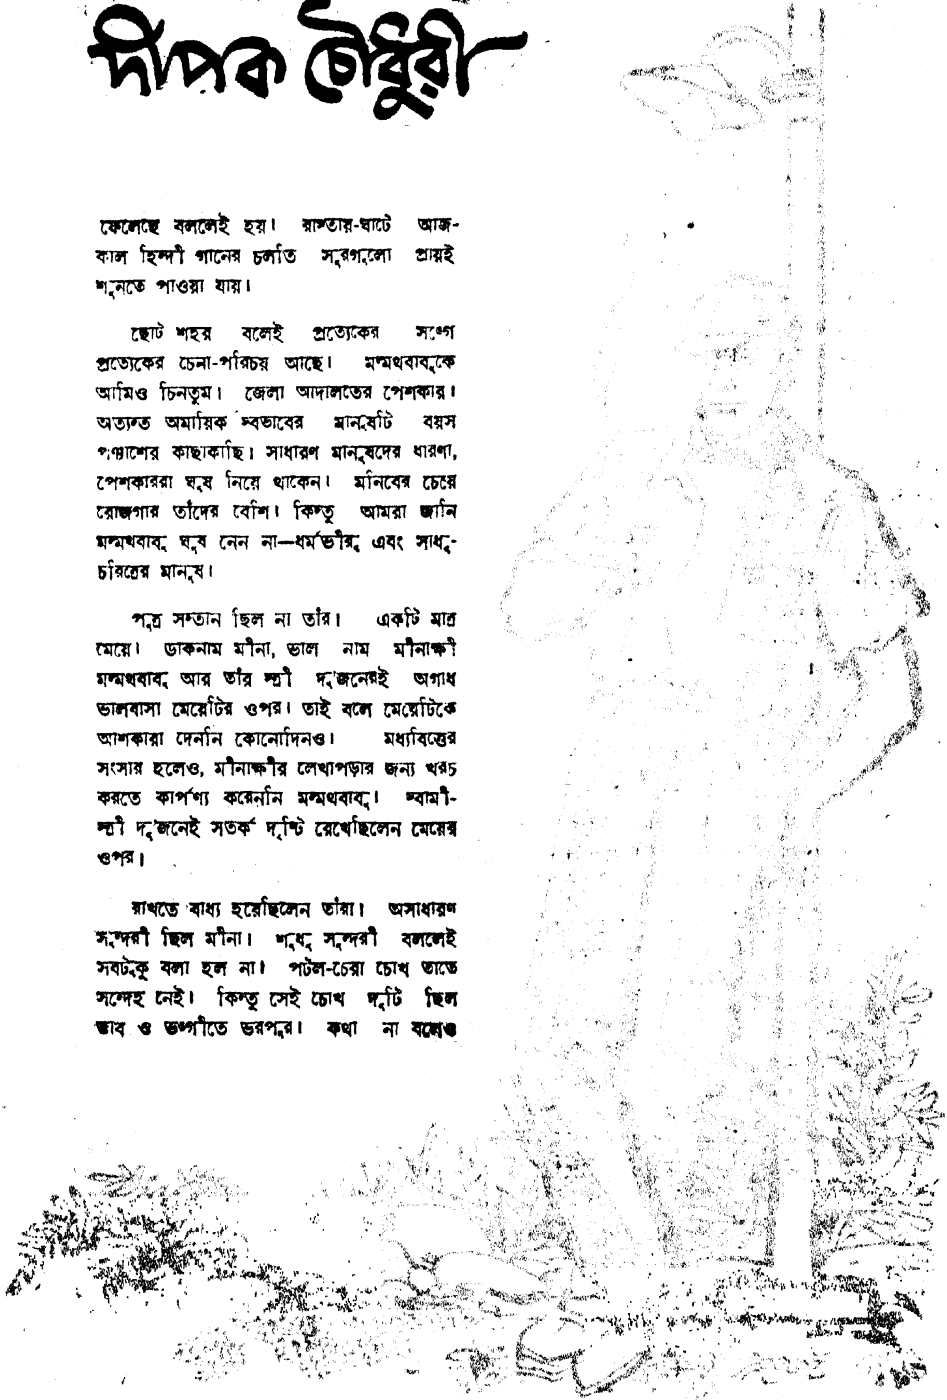 দীপক চৌধুরী
ফেলেছে বললেই হয়। রাস্তায়-ঘাটে আজ-
কাল হিন্দী গানের চলতি সুরগুলো প্রায়ই
শুনতে পাওয়া যায়।
ছোট শহর বলেই প্রত্যেকের সঙ্গে
প্রত্যেকের চেনা-পরিচয় আছে। মন্মথবাবুকে
আমিও চিনতুম। জেলা আদালতের পেশকার।
অত্যন্ত অমায়িক স্বভাবের মানুষটি বয়স
পঞ্চাশের কাছাকাছি। সাধারণ মানুষদের ধারণা,
পেশকাররা ঘুষ নিয়ে থাকেন। মনিবের চেয়ে
রোজগার তাঁদের বেশি। কিন্তু আমরা জানি
মন্মথবাবু ঘুষ নেন না—ধর্মভীরু এবং সাধু-
চরিত্রের মানুষ।
পুত্র সন্তান ছিল না তাঁর। একটি মাত্র
মেয়ে। ডাকনাম মীনা, ভাল নাম মীনাক্ষী
মন্মথবাবু আর তাঁর স্ত্রী দু'জনেরই অগাধ
ভালবাসা মেয়েটির ওপর। তাই বলে মেয়েটিকে
আশকারা দেননি কোনোদিনও। মধ্যবিত্তের
সংসার হলেও, মীনাক্ষীর লেখাপড়ার জন্য খরচ
করতে কার্পণ্য করেননি মন্মথবাবু। স্বামী-
স্ত্রী দু'জনেই সতর্ক দৃষ্টি রেখেছিলেন মেয়ের
ওপর।
রাখতে বাধ্য হয়েছিলেন তাঁরা। অসাধারণ
সুন্দরী ছিল মীনা। শুধু সুন্দরী বললেই
সবটুকু বলা হল না। পটল-চেরা চোখ তাতে
সন্দেহ নেই। কিন্তু সেই চোখ দুটি ছিল
ভাব ও ভঙ্গীতে ভরপুর। কথা না বলেও